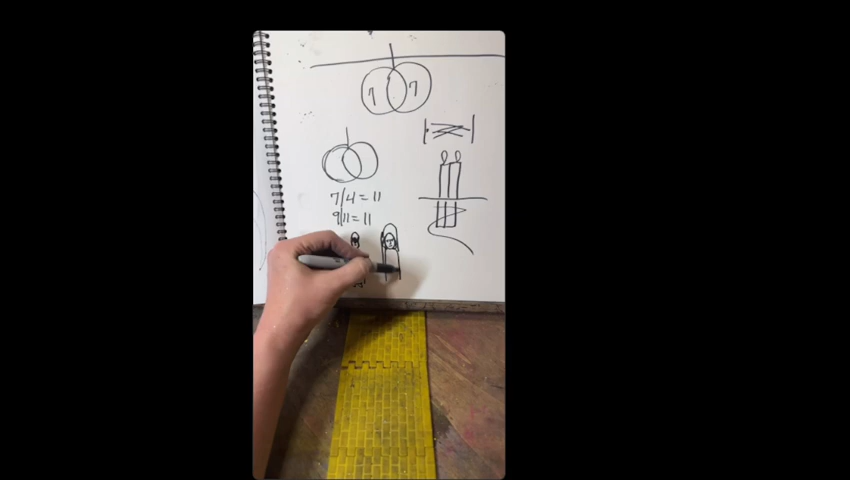 7 7
7/4 = 11
9/11 = 11